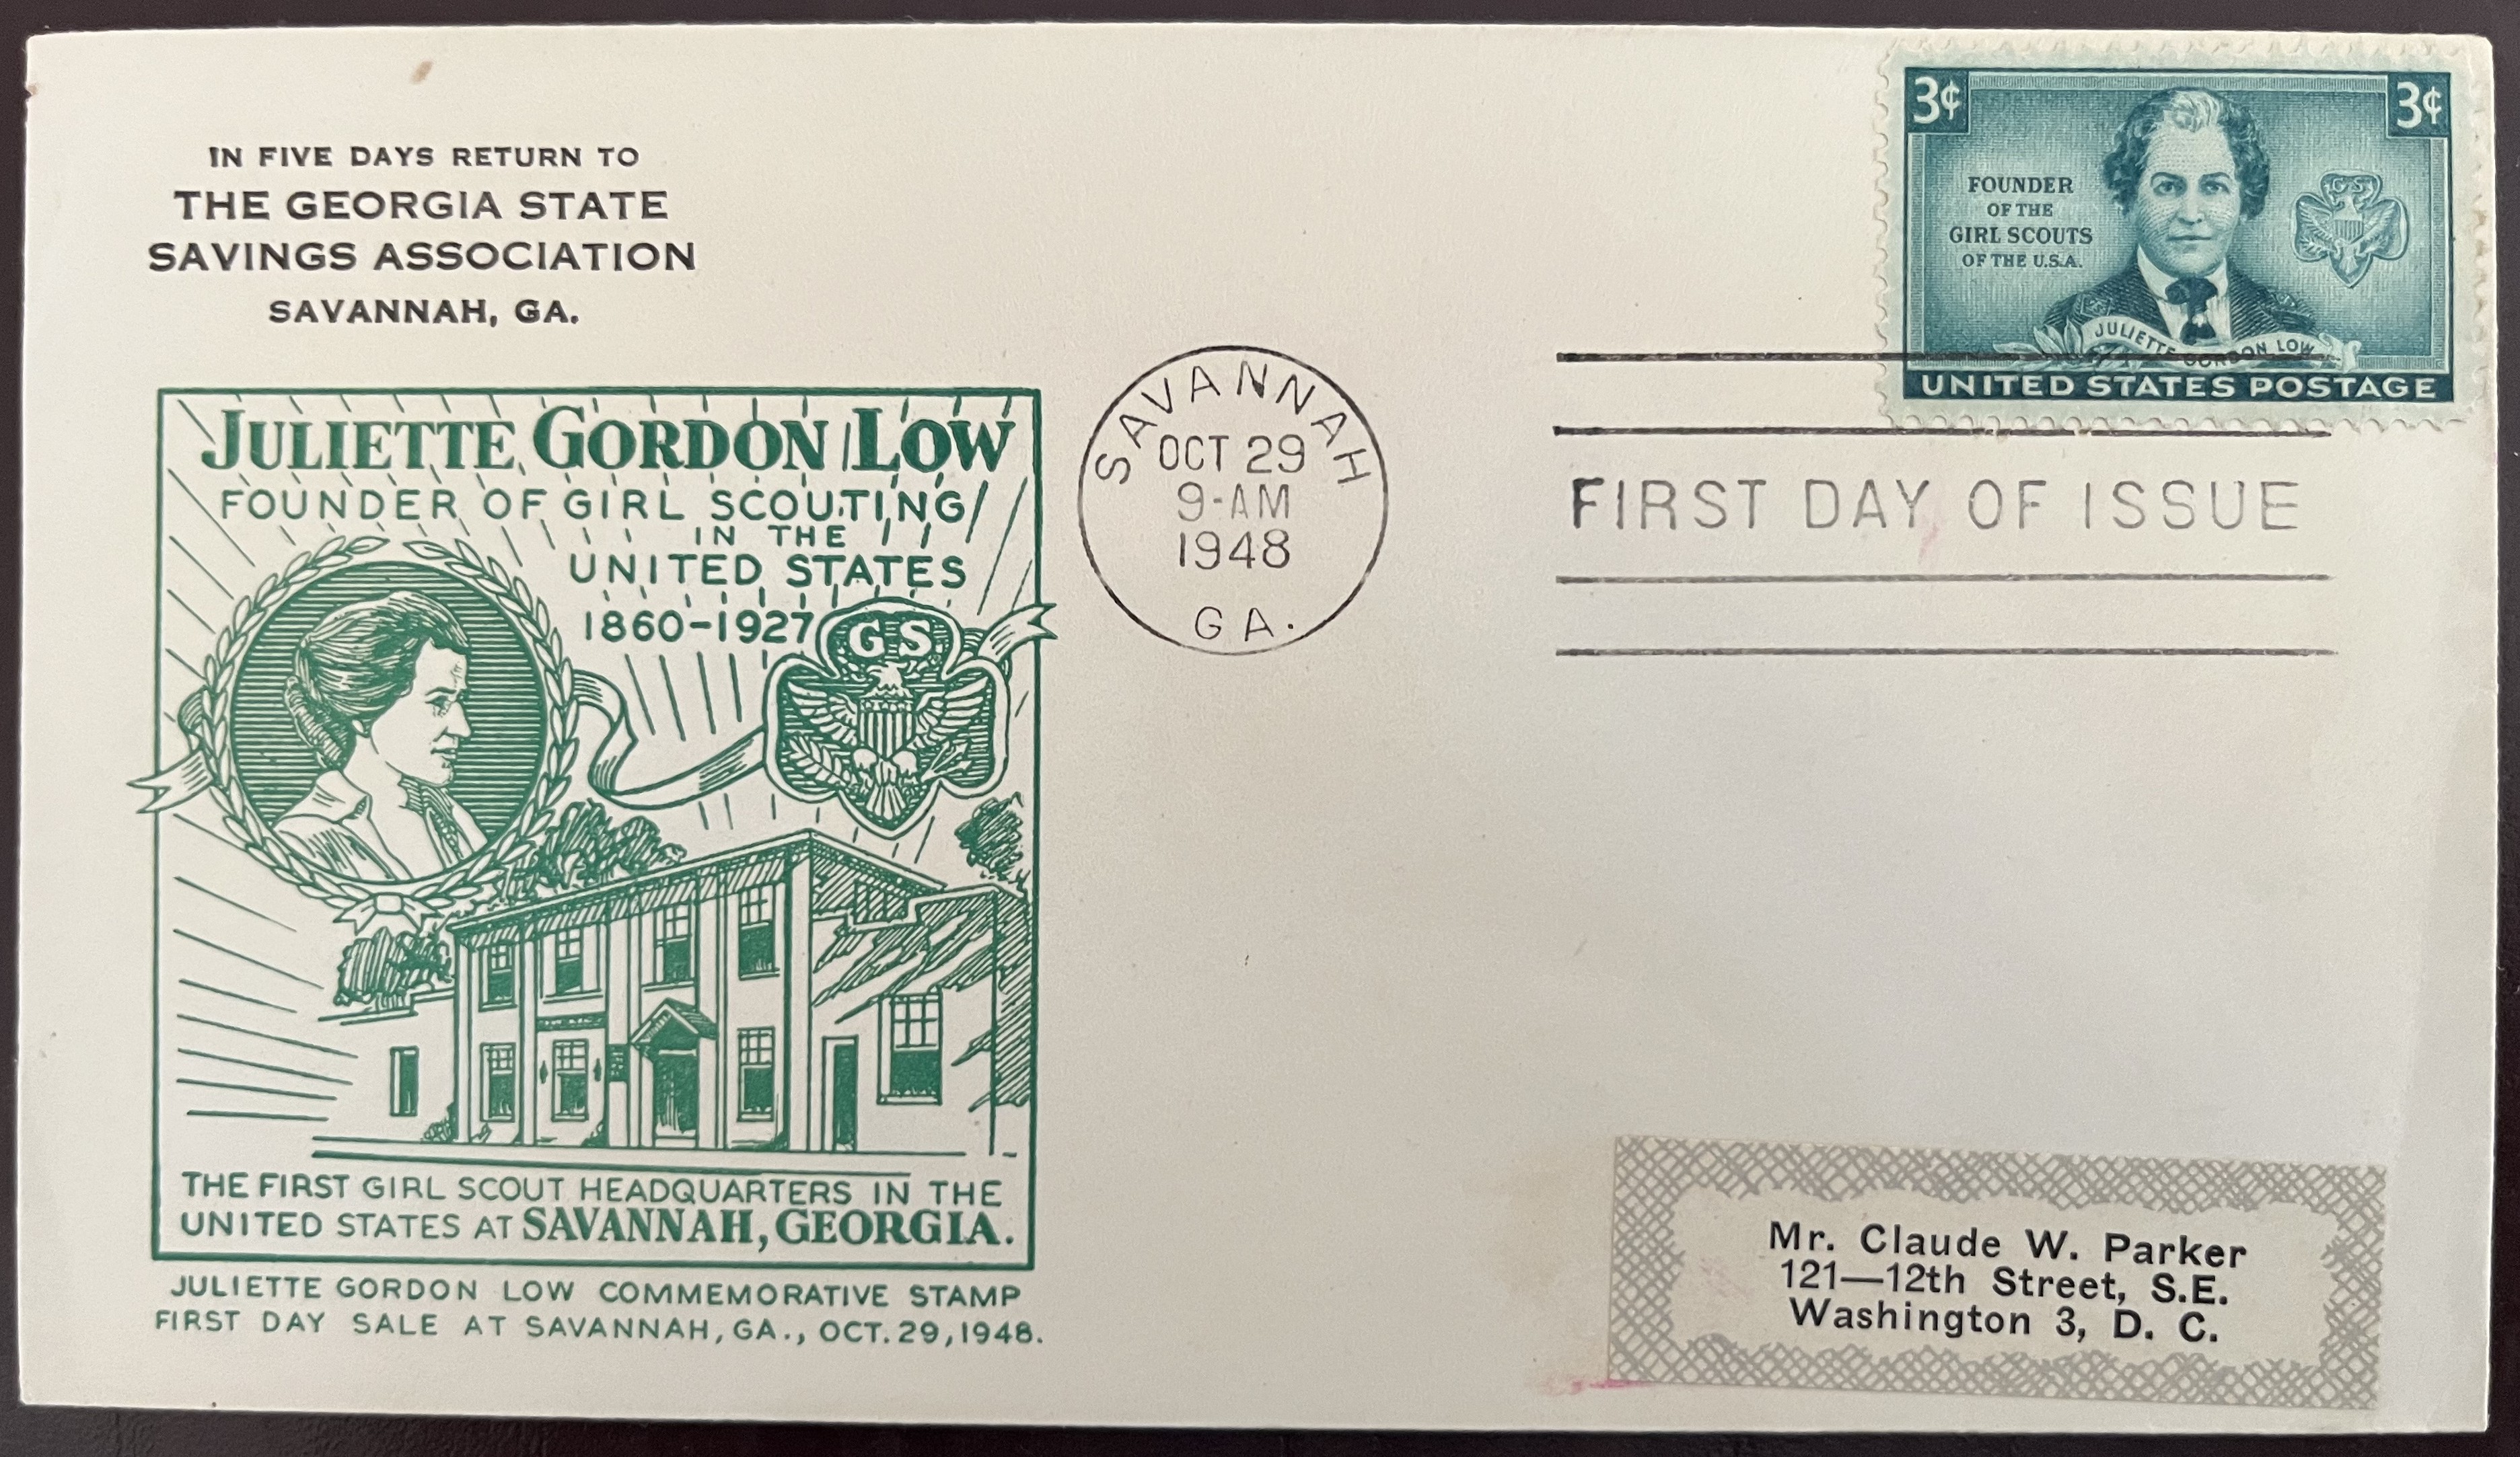 IN FIVE DAYS RETURN TO
THE GEORGIA STATE
SAVINGS ASSOCIATION
SAVANNAH, GA.
3¢ 3¢
FOUNDER
OF THE
GIRL SCOUTS
OF THE U.S.A.
GS
JULIETTE GORDON LOW
UNITED STATES POSTAGE
SAVANNAH
OCT 29
9-AM
1948
GA.
FIRST DAY OF ISSUE
JULIETTE GORDON LOW
FOUNDER OF GIRL SCOUTING
IN THE
UNITED STATES
1860-1927
GS
THE FIRST GIRL SCOUT HEADQUARTERS IN THE
UNITED STATES AT SAVANNAH, GEORGIA.
JULIETTE GORDON LOW COMMEMORATIVE STAMP
FIRST DAY SALE AT SAVANNAH, GA., OCT. 29, 1948.
Mr. Claude W. Parker
121—12th Street, S.E.
Washington 3, D. C.